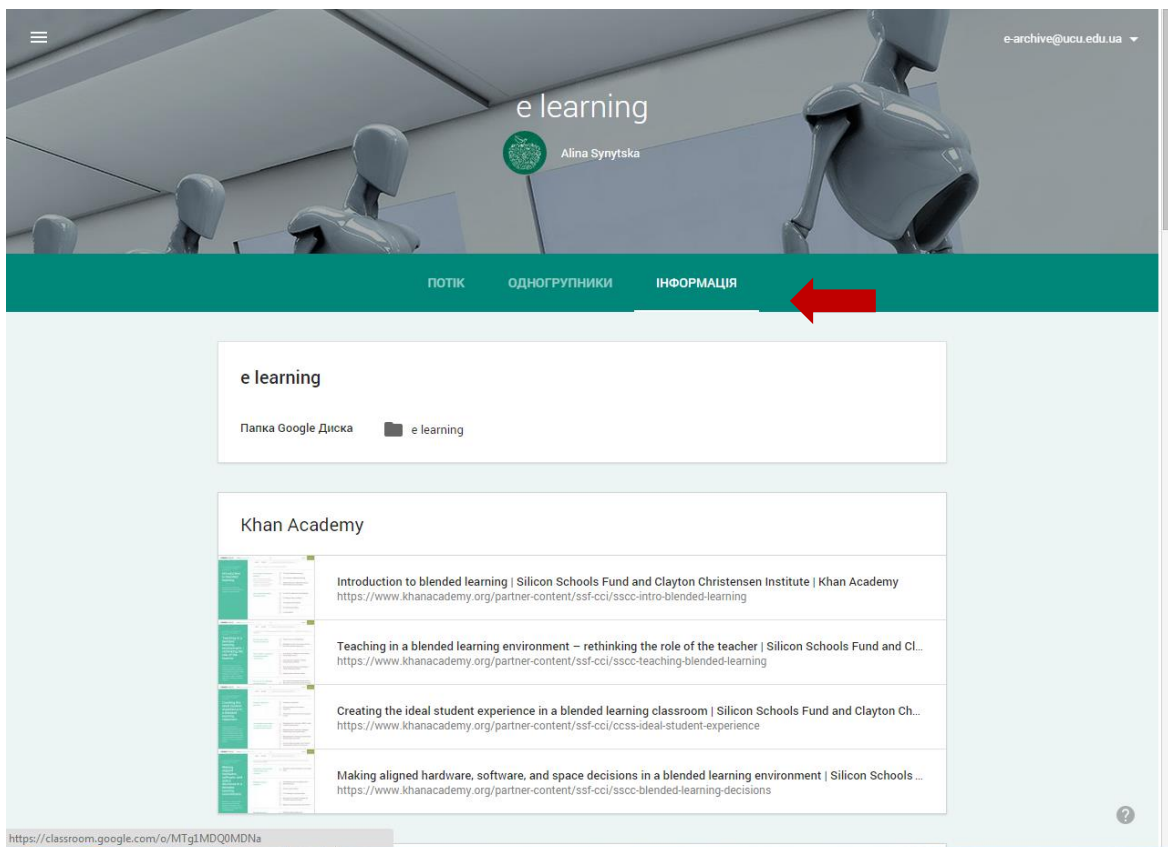 e-archive@ucu.edu.ua
e learning
Alina Synytska
ПОТІК ОДНОГРУПНИКИ ІНФОРМАЦІЯ
e learning
Папка Google Диска e learning
Khan Academy
Introduction to blended learning | Silicon Schools Fund and Clayton Christensen Institute | Khan Academy
https://www.khanacademy.org/partner-content/ssf-cci/sscc-intro-blended-learning
Teaching in a blended learning environment – rethinking the role of the teacher | Silicon Schools Fund and Cl...
https://www.khanacademy.org/partner-content/ssf-cci/sscc-teaching-blended-learning
Creating the ideal student experience in a blended learning classroom | Silicon Schools Fund and Clayton Ch...
https://www.khanacademy.org/partner-content/ssf-cci/ccss-ideal-student-experience
Making aligned hardware, software, and space decisions in a blended learning environment | Silicon Schools ...
https://www.khanacademy.org/partner-content/ssf-cci/sscc-blended-learning-decisions
https://classroom.google.com/o/MTg1MDQ0MDNa